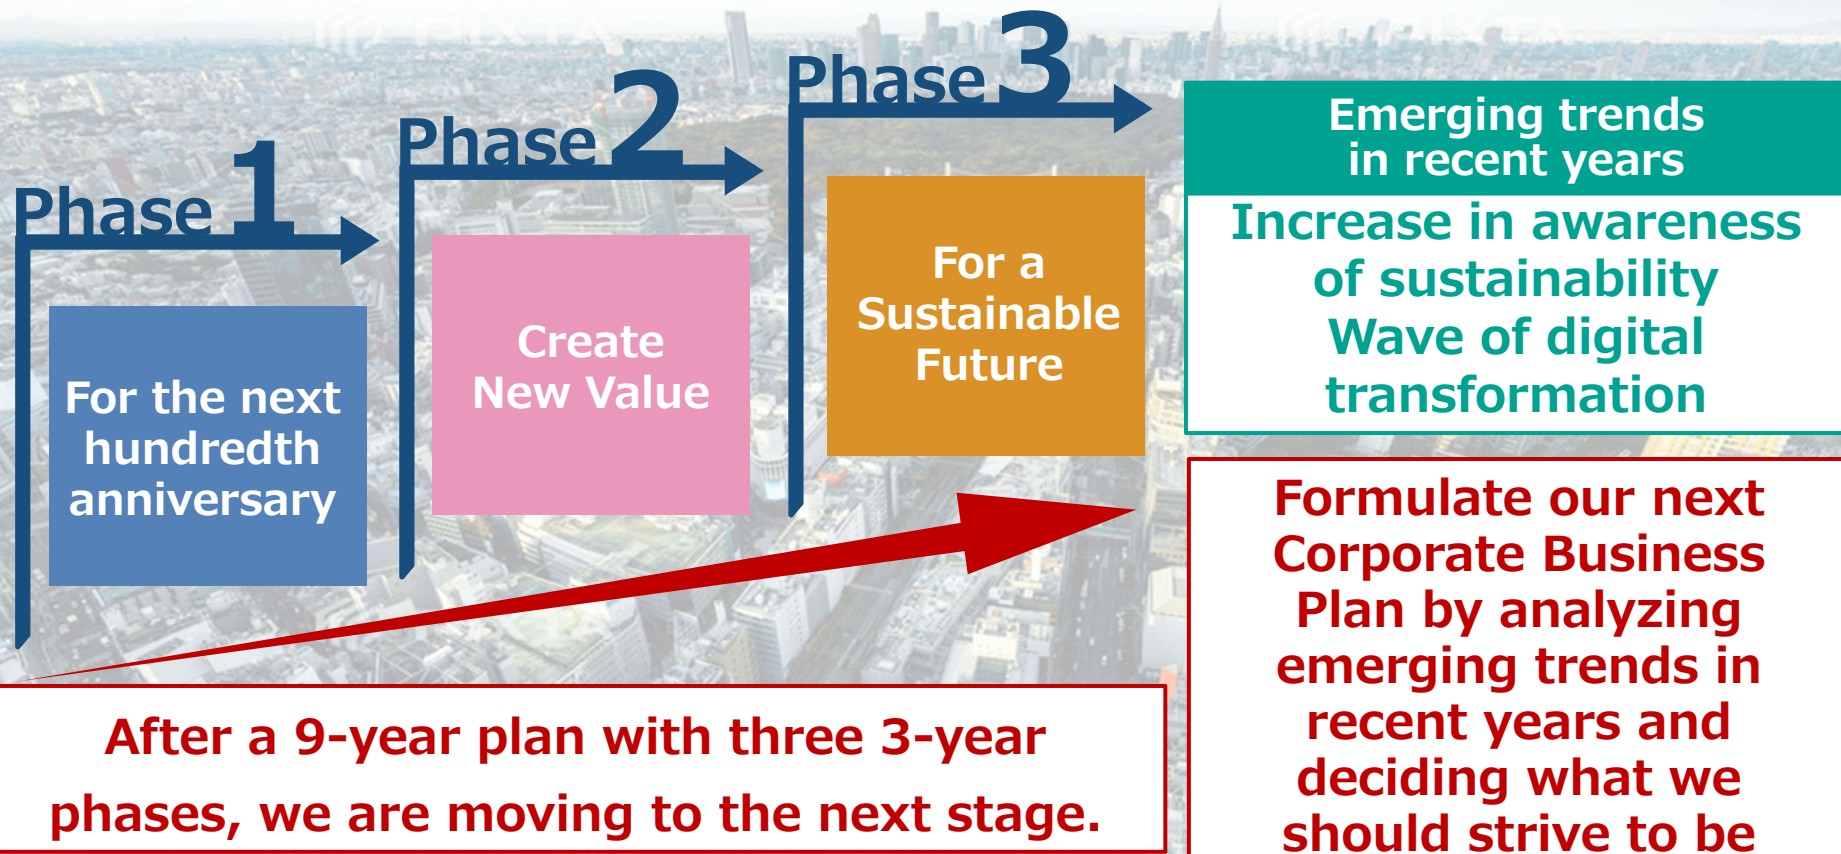 Phase 1
For the next
hundredth
anniversary
Phase 2
Create
New Value
Phase 3
For a
Sustainable
Future
Emerging trends
in recent years
Increase in awareness
of sustainability
Wave of digital
transformation
After a 9-year plan with three 3-year
phases, we are moving to the next stage.
Formulate our next
Corporate Business
Plan by analyzing
emerging trends in
recent years and
deciding what we
should strive to be
PIXTA
PIXTA